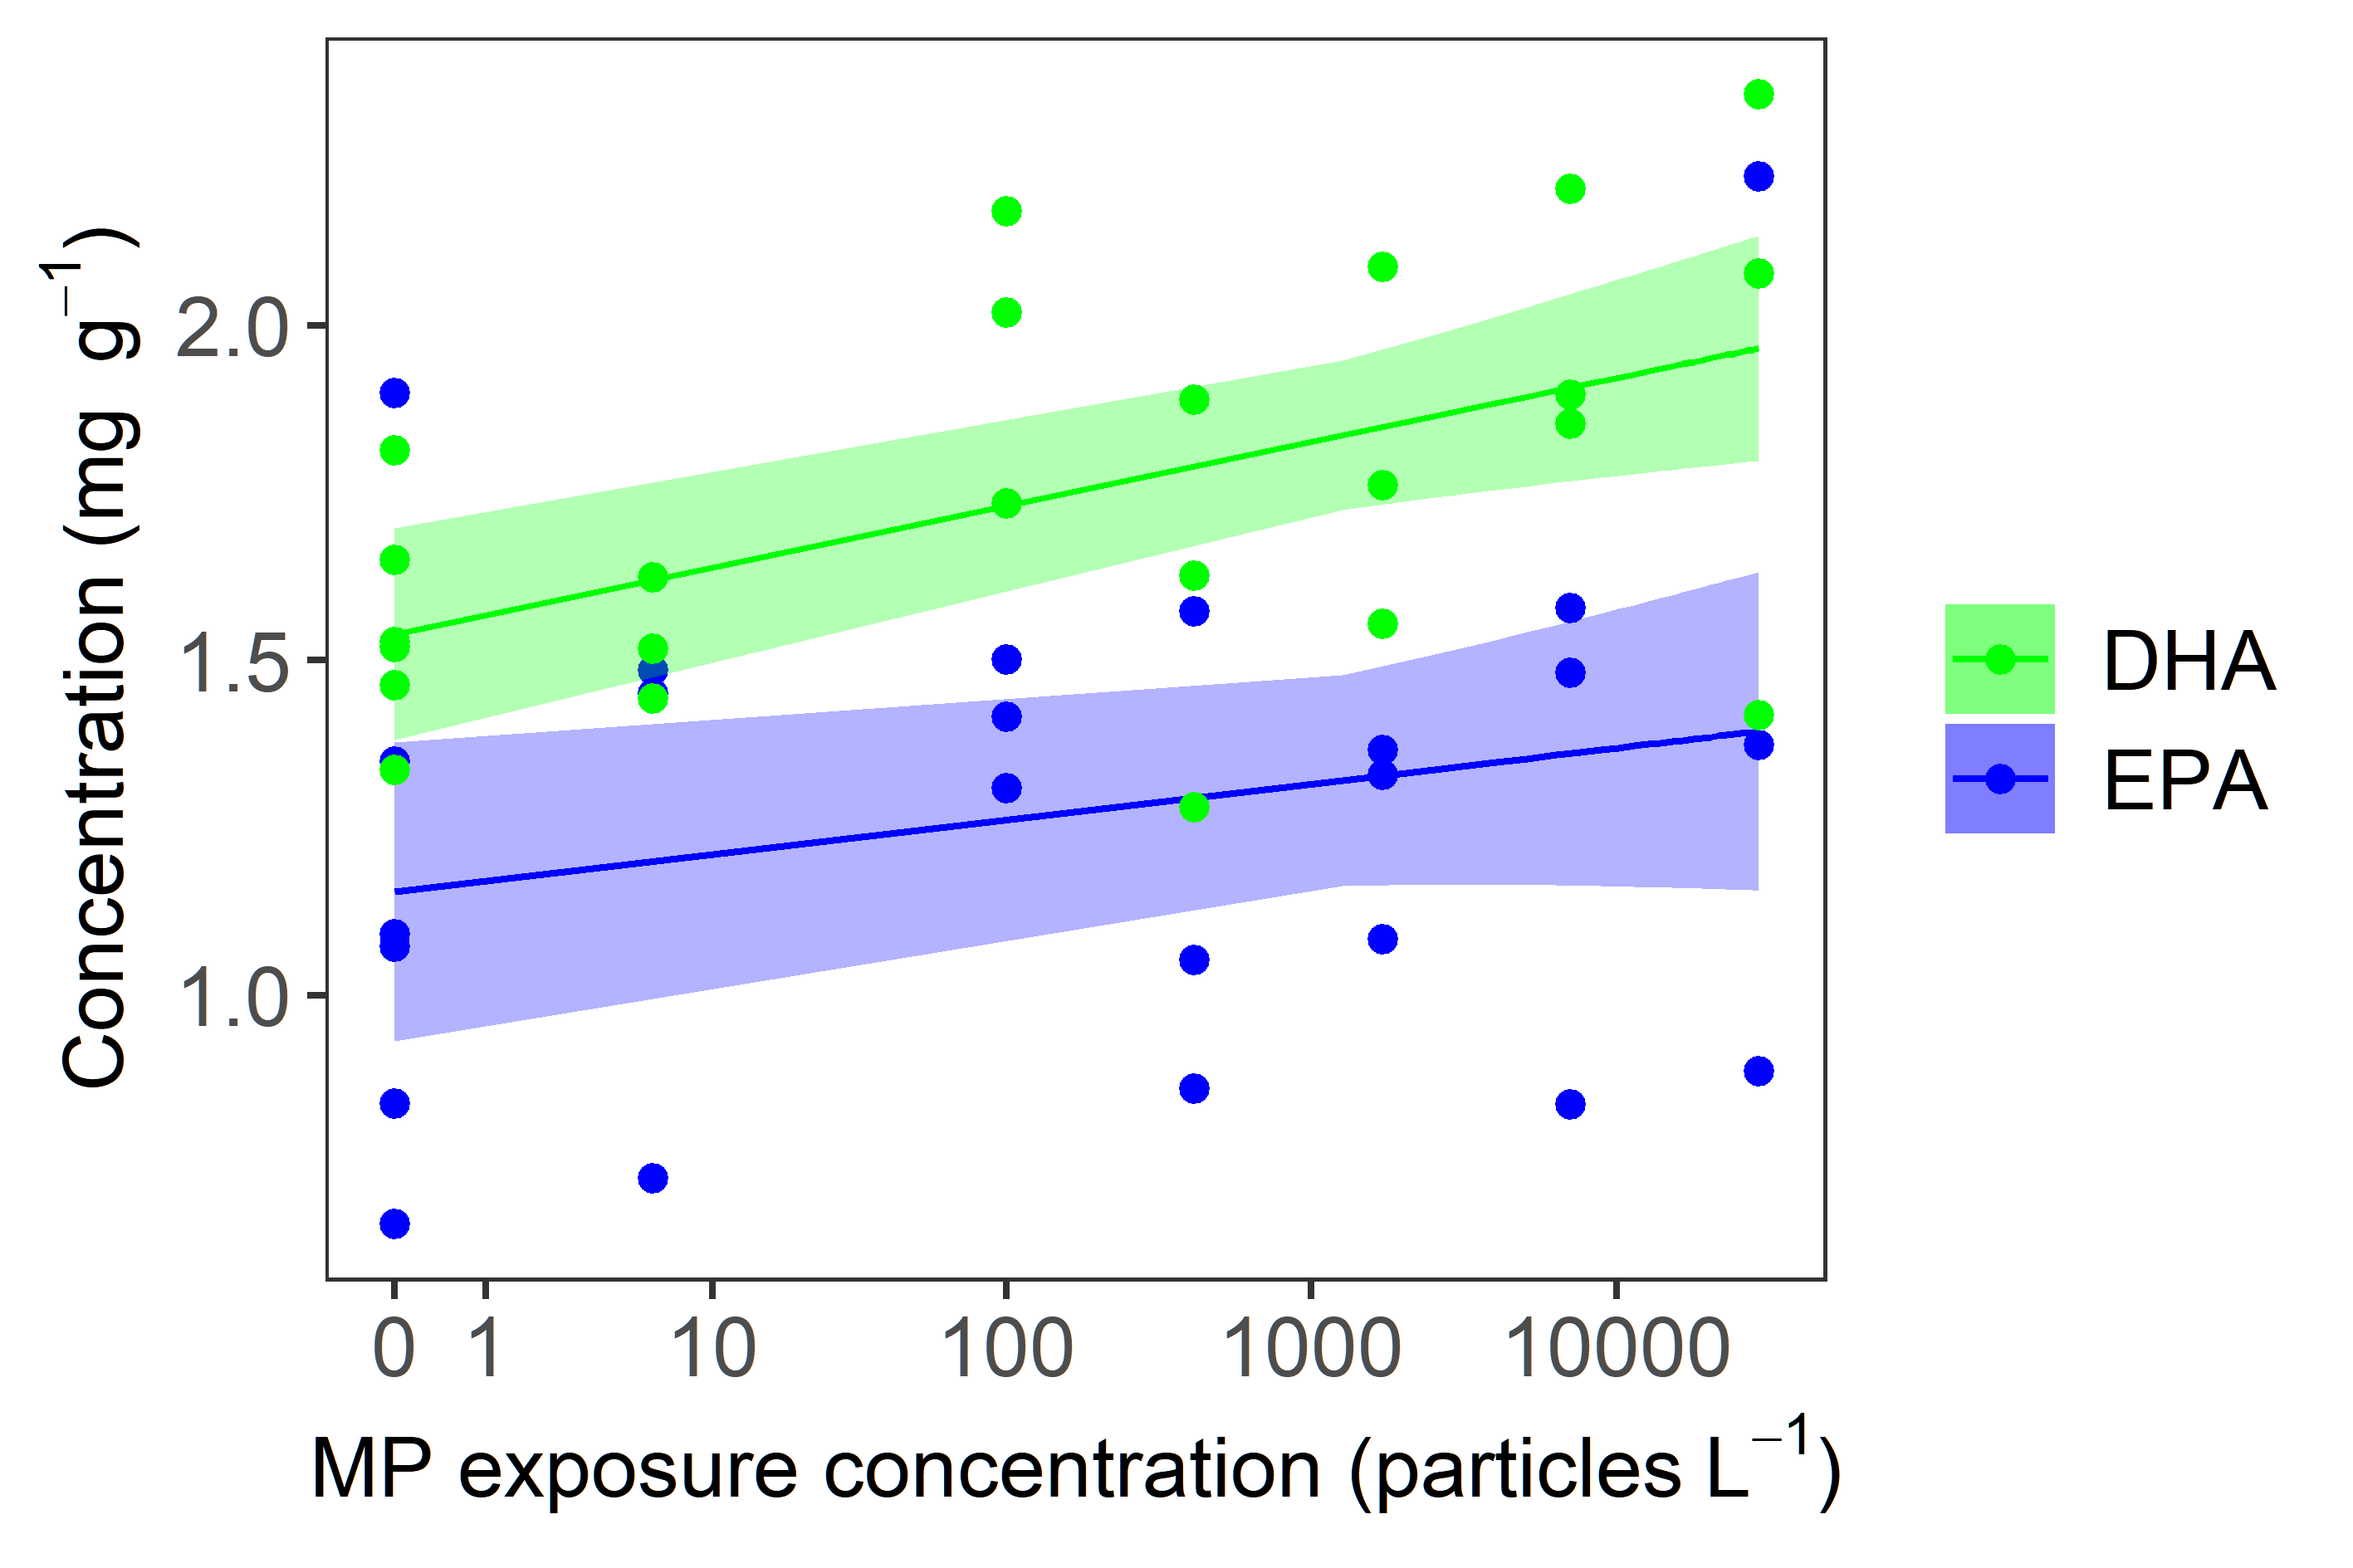 Concentration (mg g⁻¹)
2.0
1.5
1.0
0 1 10 100 1000 10000
MP exposure concentration (particles L⁻¹)
DHA
EPA